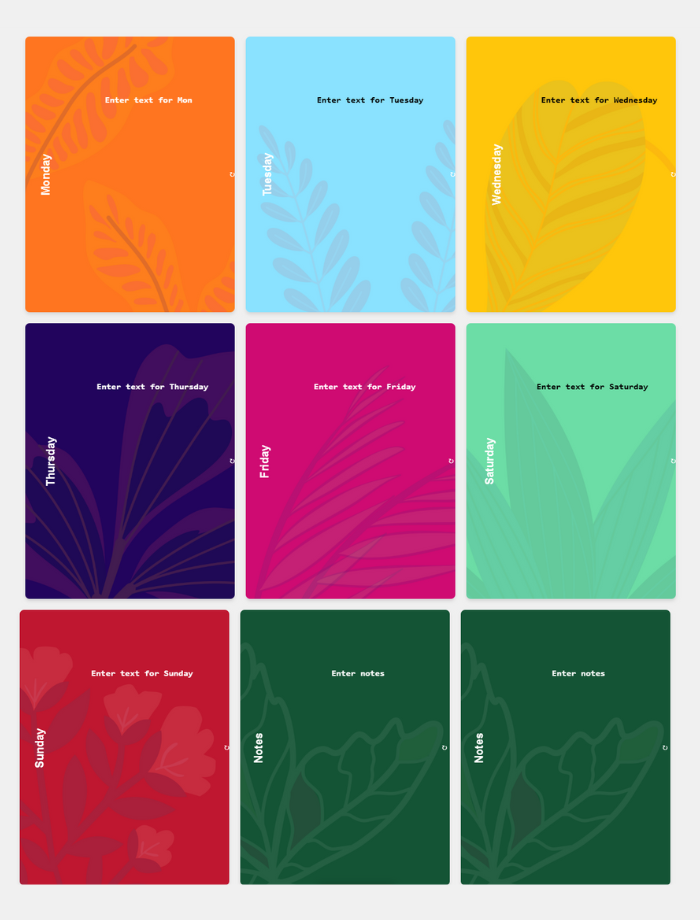 Enter text for Mon
Monday
Enter text for Tuesday
Tuesday
Enter text for Wednesday
Wednesday
Enter text for Thursday
Thursday
Enter text for Friday
Friday
Enter text for Saturday
Saturday
Enter text for Sunday
Sunday
Enter notes
Notes
Enter notes
Notes